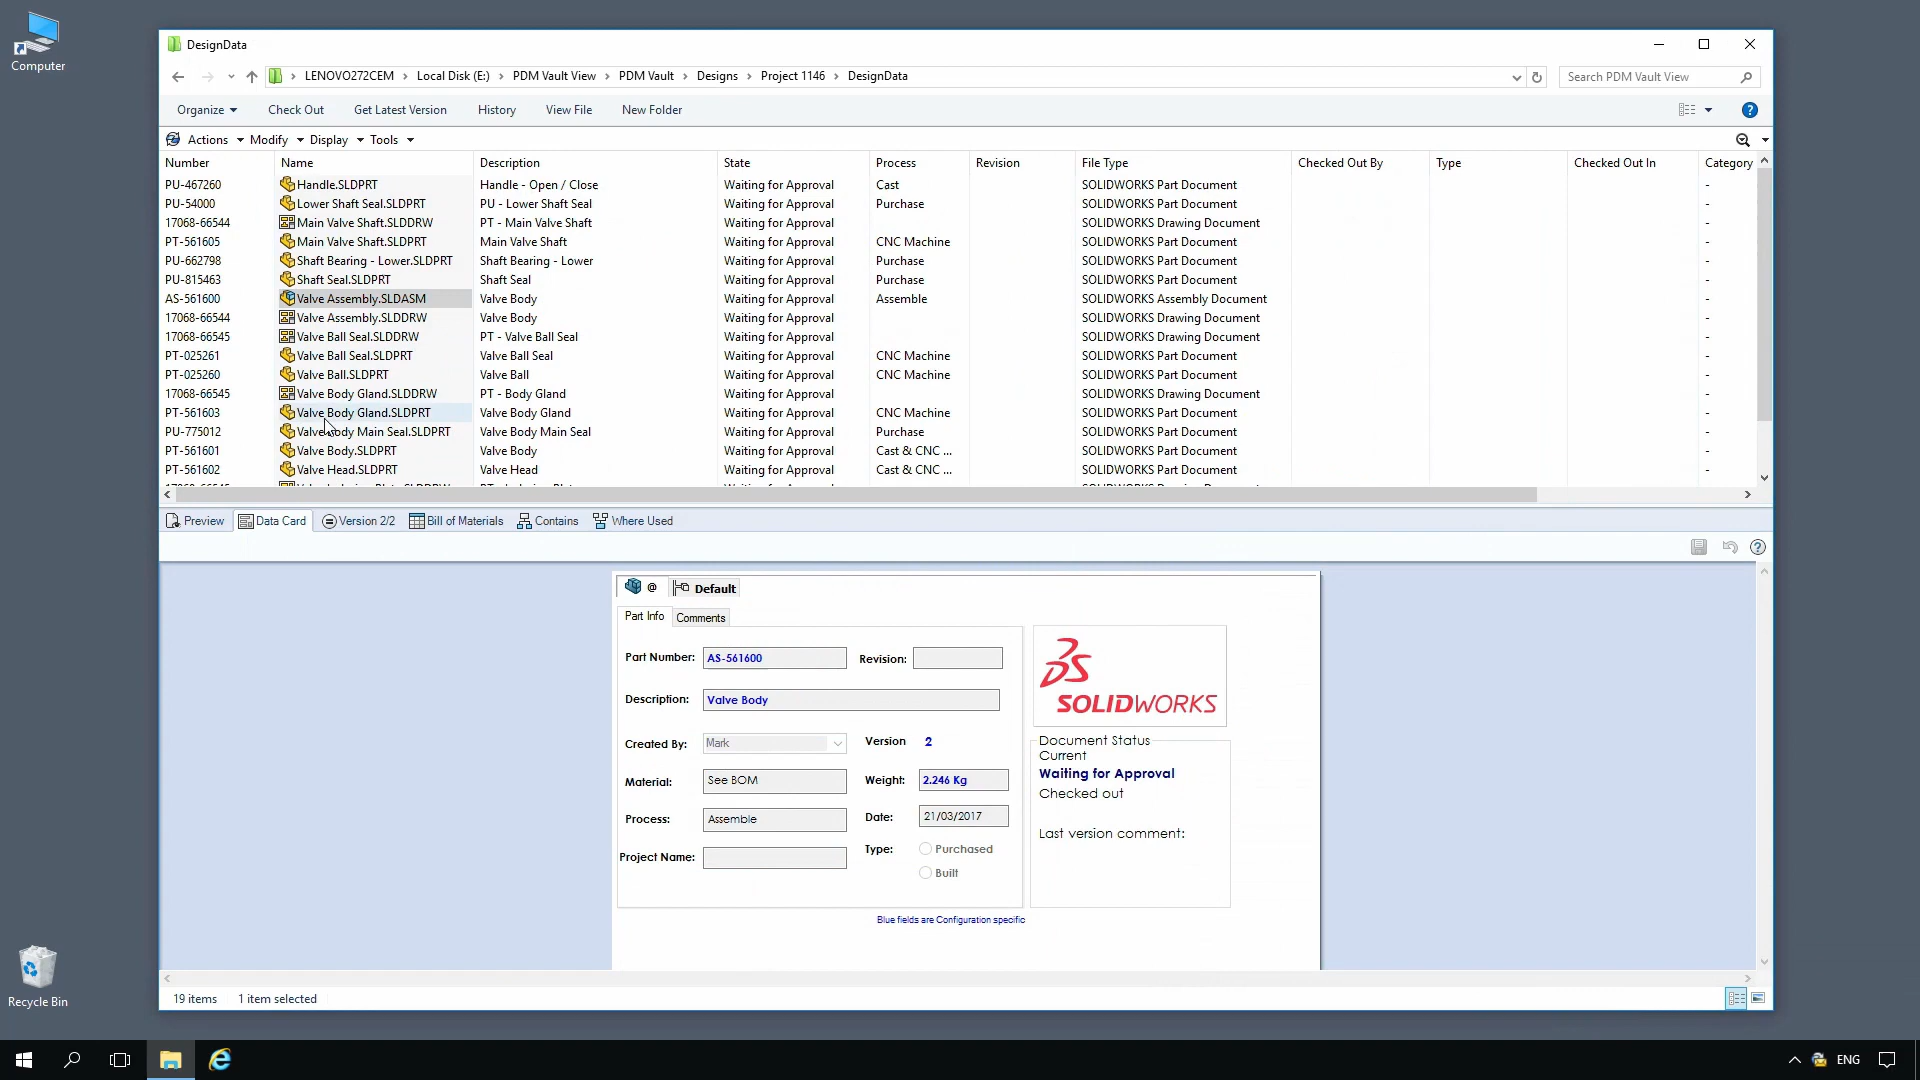 Computer
DesignData
LENOVO272CEM > Local Disk (E:) > PDM Vault View > PDM Vault > Designs > Project 1146 > DesignData
Search PDM Vault View
Organize Check Out Get Latest Version History View File New Folder
Actions Modify Display Tools
Number Name Description State Process Revision File Type Checked Out By Type Checked Out In Category
PU-467260 Handle.SLDPRT Handle - Open / Close Waiting for Approval Cast SOLIDWORKS Part Document -
PU-54000 Lower Shaft Seal.SLDPRT PU - Lower Shaft Seal Waiting for Approval Purchase SOLIDWORKS Part Document -
17068-66544 Main Valve Shaft.SLDDRW PT - Main Valve Shaft Waiting for Approval SOLIDWORKS Drawing Document -
PT-561605 Main Valve Shaft.SLDPRT Main Valve Shaft Waiting for Approval CNC Machine SOLIDWORKS Part Document -
PU-662798 Shaft Bearing - Lower.SLDPRT Shaft Bearing - Lower Waiting for Approval Purchase SOLIDWORKS Part Document -
PU-815463 Shaft Seal.SLDPRT Shaft Seal Waiting for Approval Purchase SOLIDWORKS Part Document -
AS-561600 Valve Assembly.SLDASM Valve Body Waiting for Approval Assemble SOLIDWORKS Assembly Document -
17068-66544 Valve Assembly.SLDDRW Valve Body Waiting for Approval SOLIDWORKS Drawing Document -
17068-66545 Valve Ball Seal.SLDDRW PT - Valve Ball Seal Waiting for Approval SOLIDWORKS Drawing Document -
PT-025261 Valve Ball Seal.SLDPRT Valve Ball Seal Waiting for Approval CNC Machine SOLIDWORKS Part Document -
PT-025260 Valve Ball.SLDPRT Valve Ball Waiting for Approval CNC Machine SOLIDWORKS Part Document -
17068-66545 Valve Body Gland.SLDDRW PT - Body Gland Waiting for Approval SOLIDWORKS Drawing Document -
PT-561603 Valve Body Gland.SLDPRT Valve Body Gland Waiting for Approval CNC Machine SOLIDWORKS Part Document -
PU-775012 Valve Body Main Seal.SLDPRT Valve Body Main Seal Waiting for Approval Purchase SOLIDWORKS Part Document -
PT-561601 Valve Body.SLDPRT Valve Body Waiting for Approval Cast & CNC ... SOLIDWORKS Part Document -
PT-561602 Valve Head.SLDPRT Valve Head Waiting for Approval Cast & CNC ... SOLIDWORKS Part Document -
Preview Data Card Version 2/2 Bill of Materials Contains Where Used
@ Default
Part Info Comments
Part Number: AS-561600 Revision:
Description: Valve Body
Created By: Mark Version 2
Material: See BOM Weight: 2.246 Kg
Process: Assemble Date: 21/03/2017
Project Name: Type: Purchased
Built
Blue fields are Configuration specific
SOLIDWORKS
Document Status
Current
Waiting for Approval
Checked out
Last version comment:
19 items 1 item selected
Recycle Bin
ENG